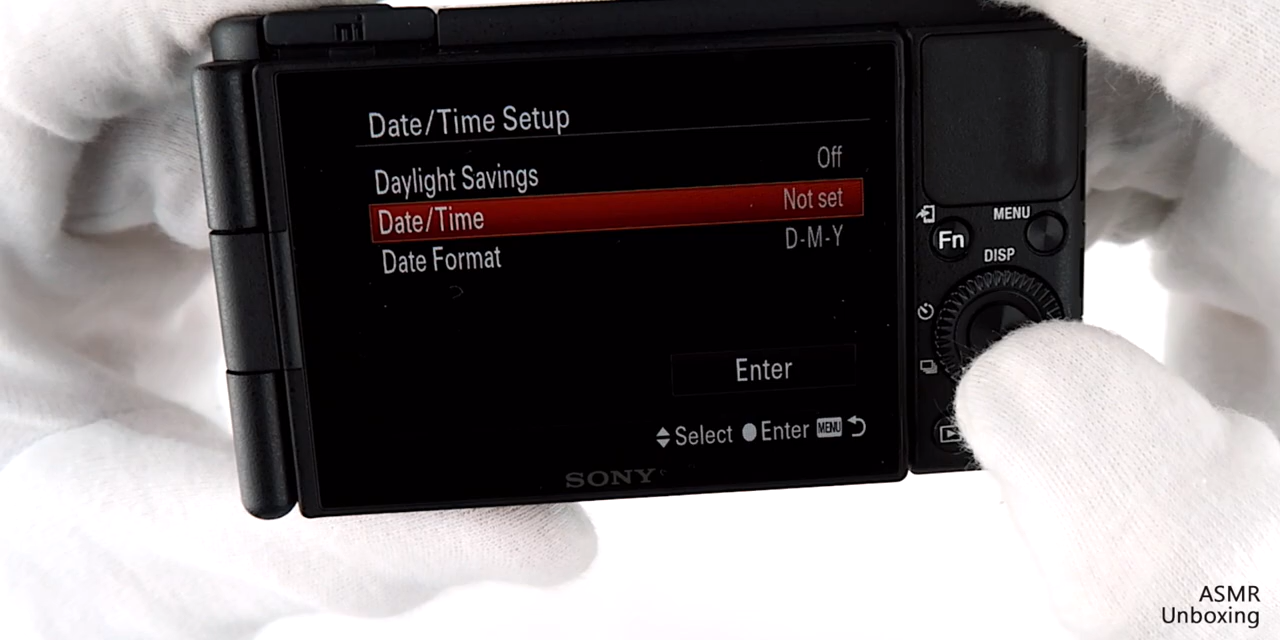 Date/Time Setup
Daylight Savings Off
Date/Time Not set
Date Format D-M-Y
Enter
Select Enter MENU
SONY
MENU
Fn
DISP
ASMR
Unboxing